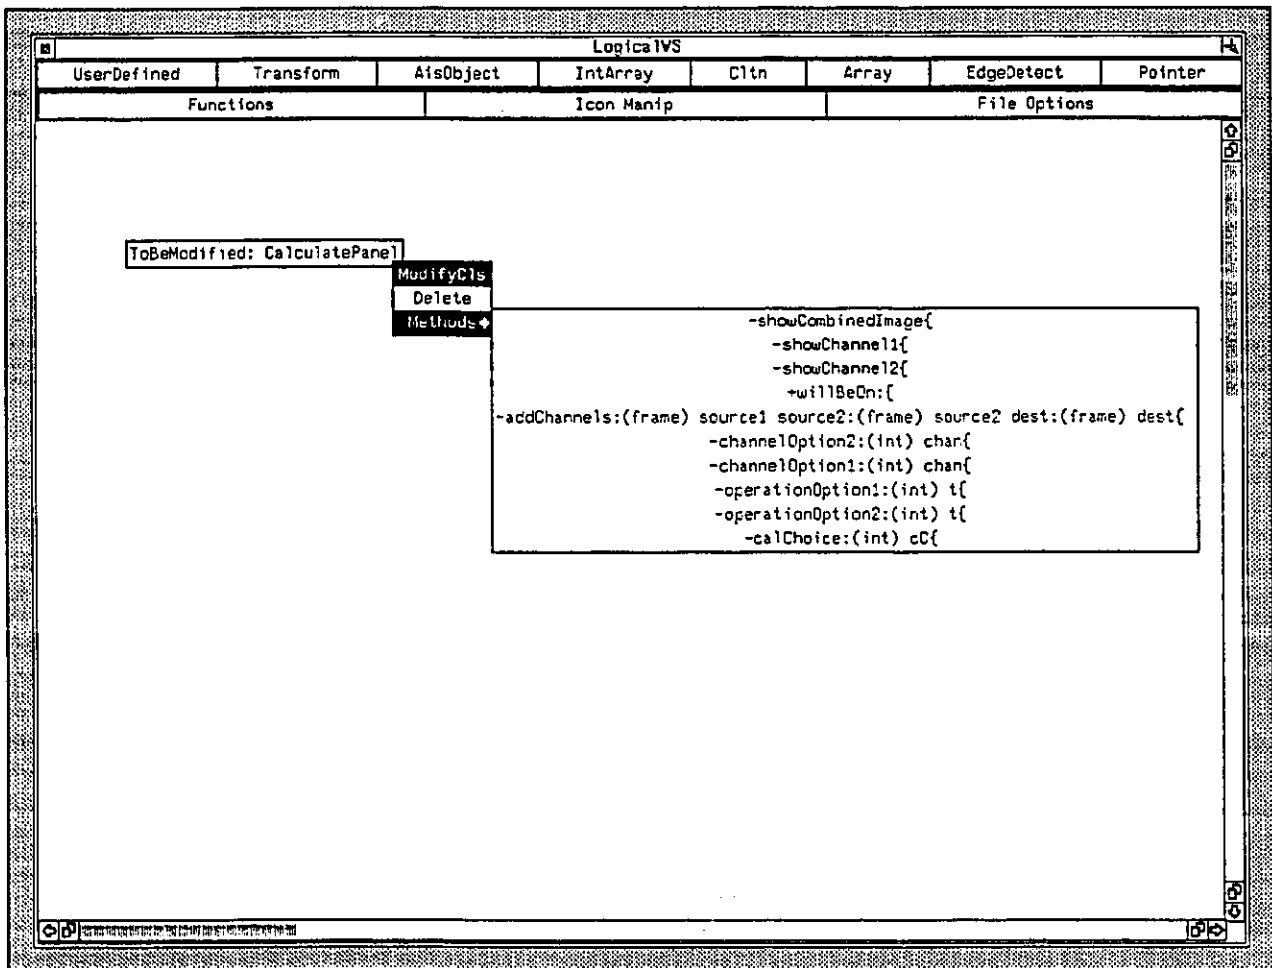 LogicalVS
UserDefined Transform AisObject IntArray Cltn Array EdgeDetect Pointer
Functions Icon Manip File Options
ToBeModified: CalculatePanel
ModifyCls
Delete
Methods
-showCombinedImage{
-showChannel1{
-showChannel2{
+willBeOn:{
-addChannels:(frame) source1 source2:(frame) source2 dest:(frame) dest{
-channelOption2:(int) chan{
-channelOption1:(int) chan{
-operationOption1:(int) t{
-operationOption2:(int) t{
-calChoice:(int) cC{